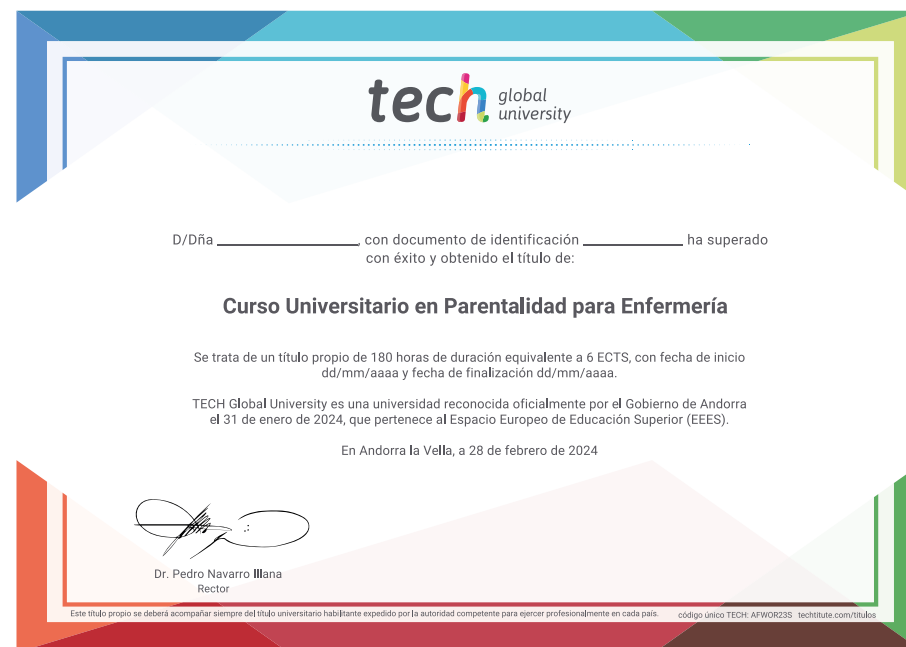 tech global university
D/Dña ________________, con documento de identificación ___________ ha superado
con éxito y obtenido el título de:
Curso Universitario en Parentalidad para Enfermería
Se trata de un título propio de 180 horas de duración equivalente a 6 ECTS, con fecha de inicio
dd/mm/aaaa y fecha de finalización dd/mm/aaaa.
TECH Global University es una universidad reconocida oficialmente por el Gobierno de Andorra
el 31 de enero de 2024, que pertenece al Espacio Europeo de Educación Superior (EEES).
En Andorra la Vella, a 28 de febrero de 2024
Dr. Pedro Navarro Illana
Rector
Este título propio se deberá acompañar siempre del título universitario habilitante expedido por la autoridad competente para ejercer profesionalmente en cada país. código único TECH: AFWOR23S techtitute.com/titulos